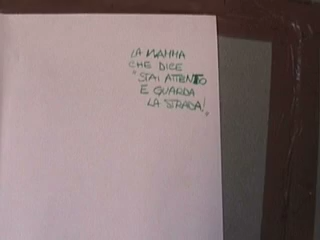 LA MAMMA
CHE DICE
"STAI ATTENTO
E GUARDA
LA STRADA!"